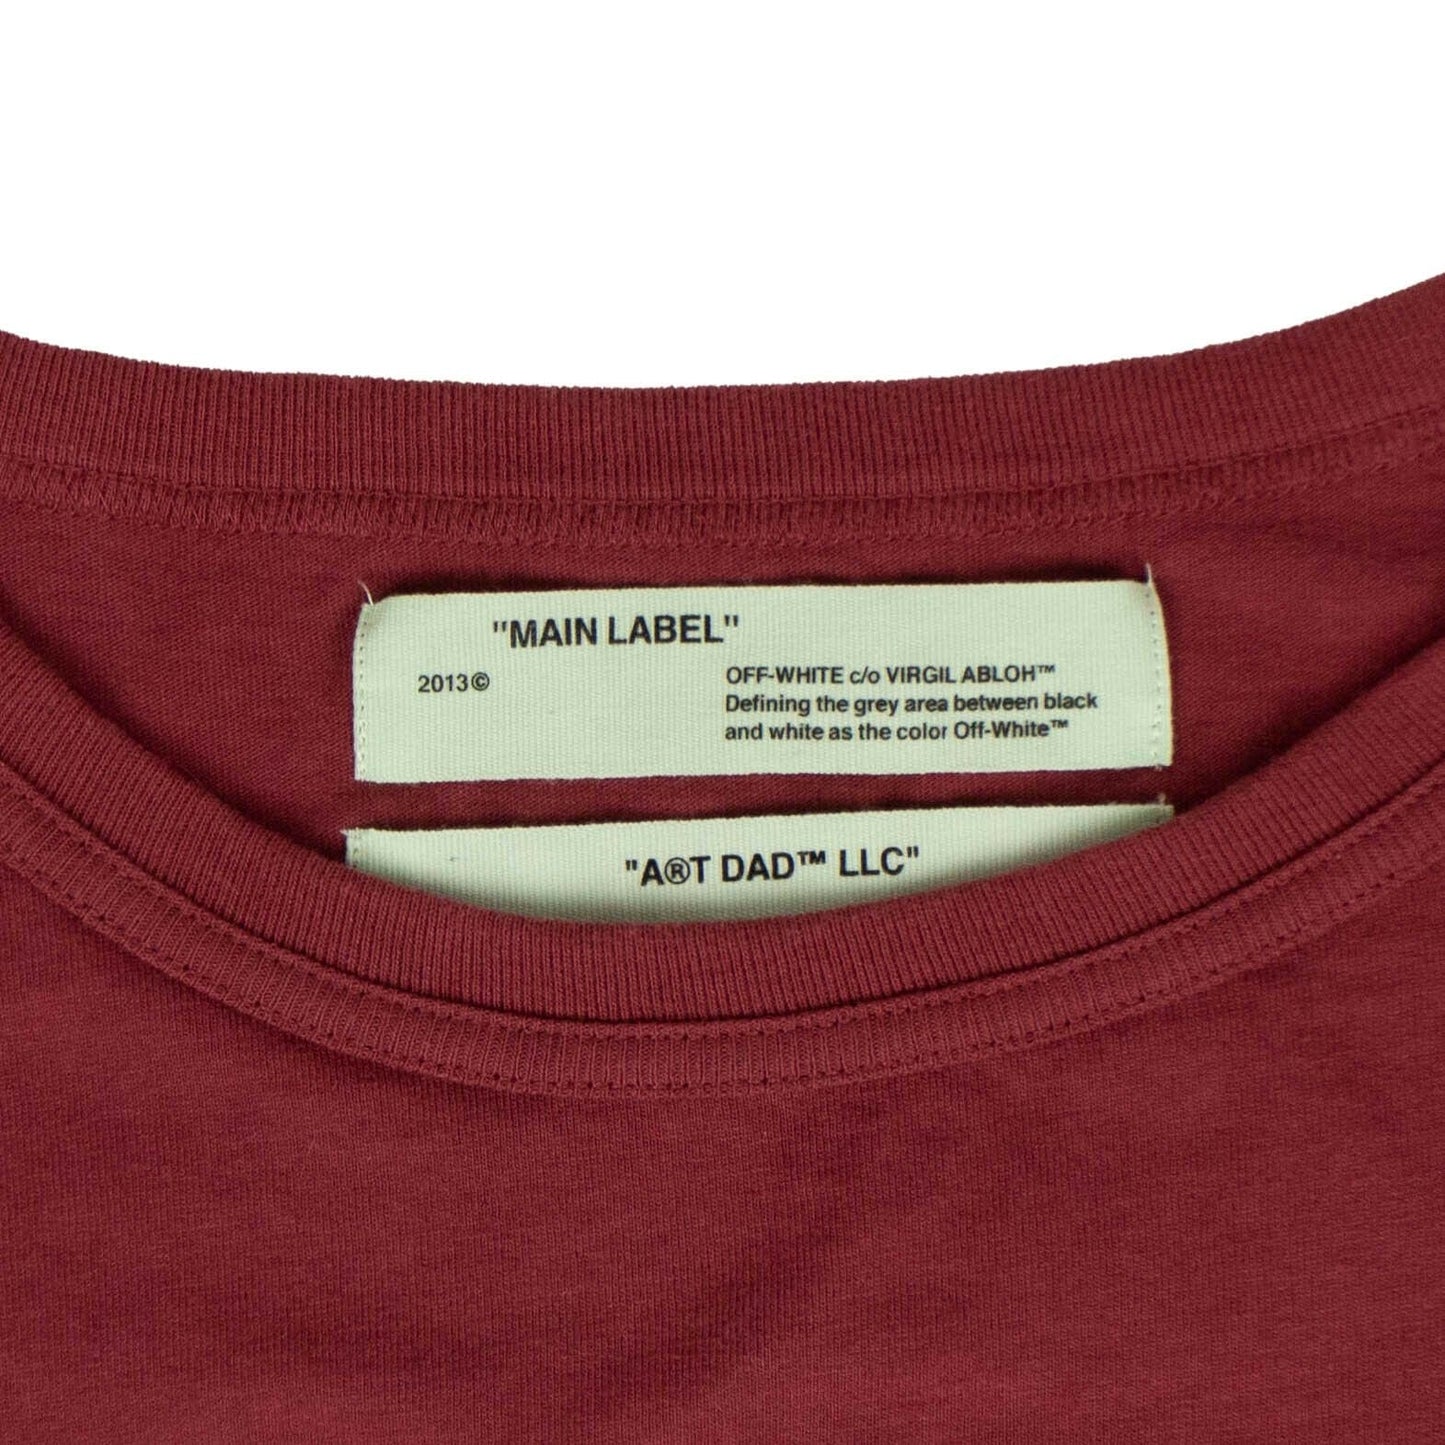 "MAIN LABEL"
2013©
OFF-WHITE c/o VIRGIL ABLOH™
Defining the grey area between black
and white as the color Off-White™
"A®T DAD™ LLC"